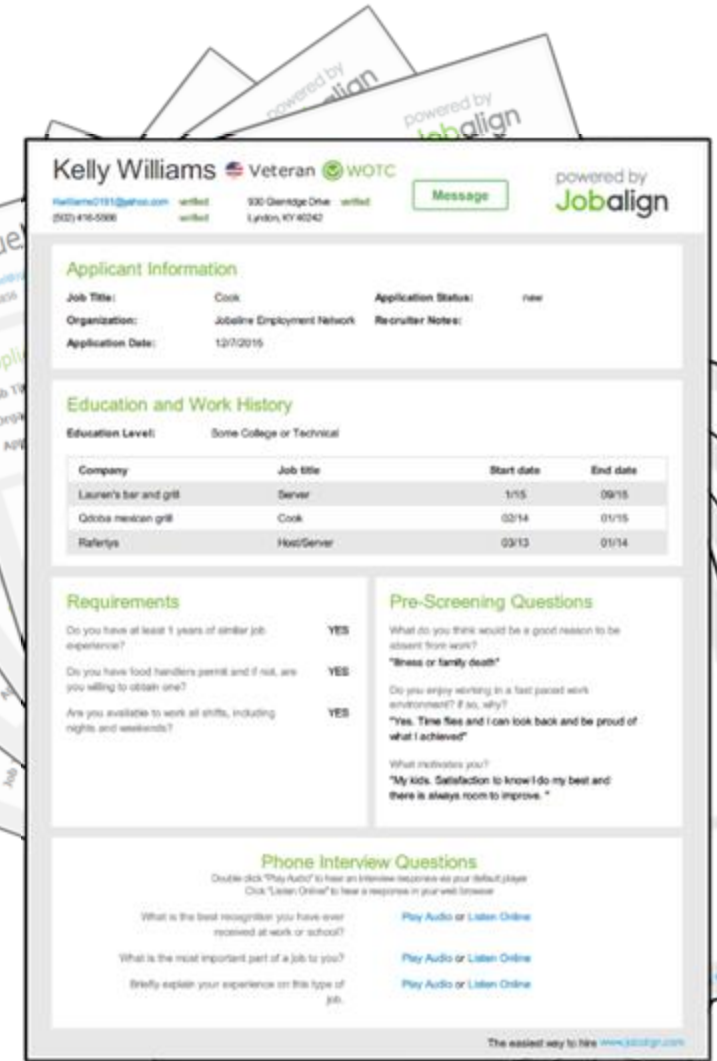 powered by
align
powered by
Jobalign
Kelly Williams Veteran WOTC
powered by
Jobalign
verified 930 Glenridge Drive verified
(502) 416-5566 verified Lyndon, KY 40242
Message
Applicant Information
Job Title: Cook Application Status: new
Organization: Jobaline Employment Network Recruiter Notes:
Application Date: 12/7/2015
Education and Work History
Education Level: Some College or Technical
Company Job title Start date End date
Lauren's bar and grill Server 1/15 09/15
Qdoba mexican grill Cook 02/14 01/15
Rafertys Host/Server 03/13 01/14
Requirements
Do you have at least 1 years of similar job
experience? YES
Do you have food handlers permit and if not, are
you willing to obtain one? YES
Are you available to work all shifts, including
nights and weekends? YES
Pre-Screening Questions
What do you think would be a good reason to be
absent from work?
"Illness or family death"
Do you enjoy working in a fast paced work
environment? If so, why?
"Yes. Time flies and I can look back and be proud of
what I achieved"
What motivates you?
"My kids. Satisfaction to know I do my best and
there is always room to improve. "
Phone Interview Questions
Double click "Play Audio" to hear an interview response via your default player
Click "Listen Online" to hear a response in your web browser
What is the best recognition you have ever
received at work or school? Play Audio or Listen Online
What is the most important part of a job to you? Play Audio or Listen Online
Briefly explain your experience on this type of
job. Play Audio or Listen Online
The easiest way to hire www.jobalign.com